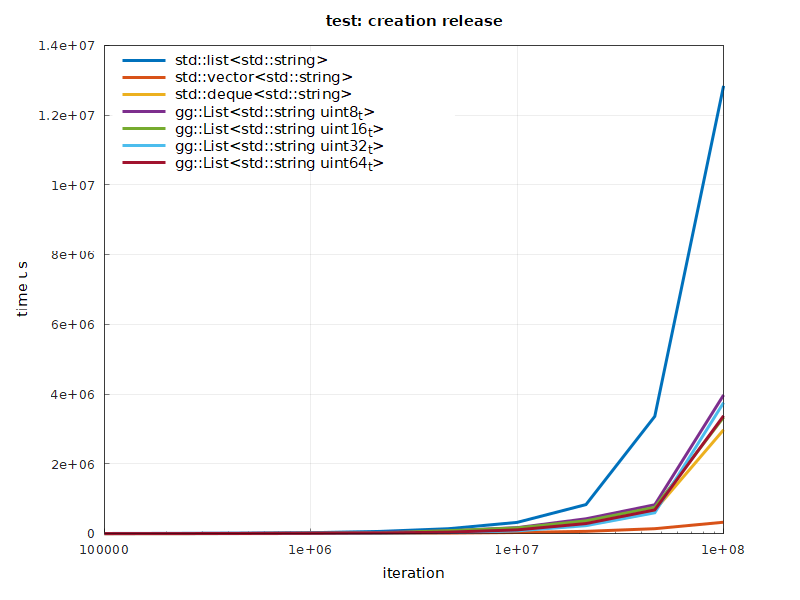 test: creation release
std::list<std::string>
std::vector<std::string>
std::deque<std::string>
gg::List<std::string uint8t>
gg::List<std::string uint16t>
gg::List<std::string uint32t>
gg::List<std::string uint64t>
1.4e+07
1.2e+07
1e+07
8e+06
6e+06
4e+06
2e+06
0
time us
100000 1e+06 1e+07 1e+08
iteration